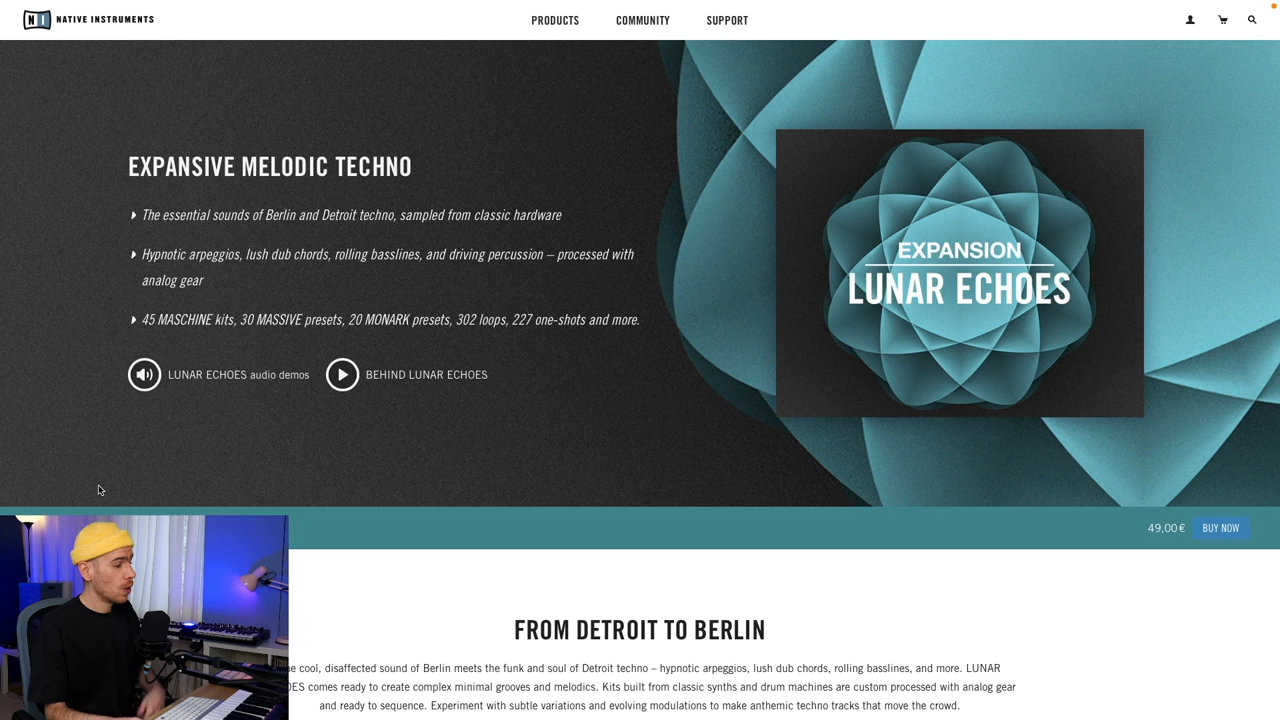 NI NATIVE INSTRUMENTS
PRODUCTS COMMUNITY SUPPORT
EXPANSIVE MELODIC TECHNO
The essential sounds of Berlin and Detroit techno, sampled from classic hardware
Hypnotic arpeggios, lush dub chords, rolling basslines, and driving percussion – processed with
analog gear
45 MASCHINE kits, 30 MASSIVE presets, 20 MONARK presets, 302 loops, 227 one-shots and more.
LUNAR ECHOES audio demos BEHIND LUNAR ECHOES
EXPANSION
LUNAR ECHOES
49,00 € BUY NOW
FROM DETROIT TO BERLIN
cool, disaffected sound of Berlin meets the funk and soul of Detroit techno – hypnotic arpeggios, lush dub chords, rolling basslines, and more. LUNAR
comes ready to create complex minimal grooves and melodics. Kits built from classic synths and drum machines are custom processed with analog gear
and ready to sequence. Experiment with subtle variations and evolving modulations to make anthemic techno tracks that move the crowd.